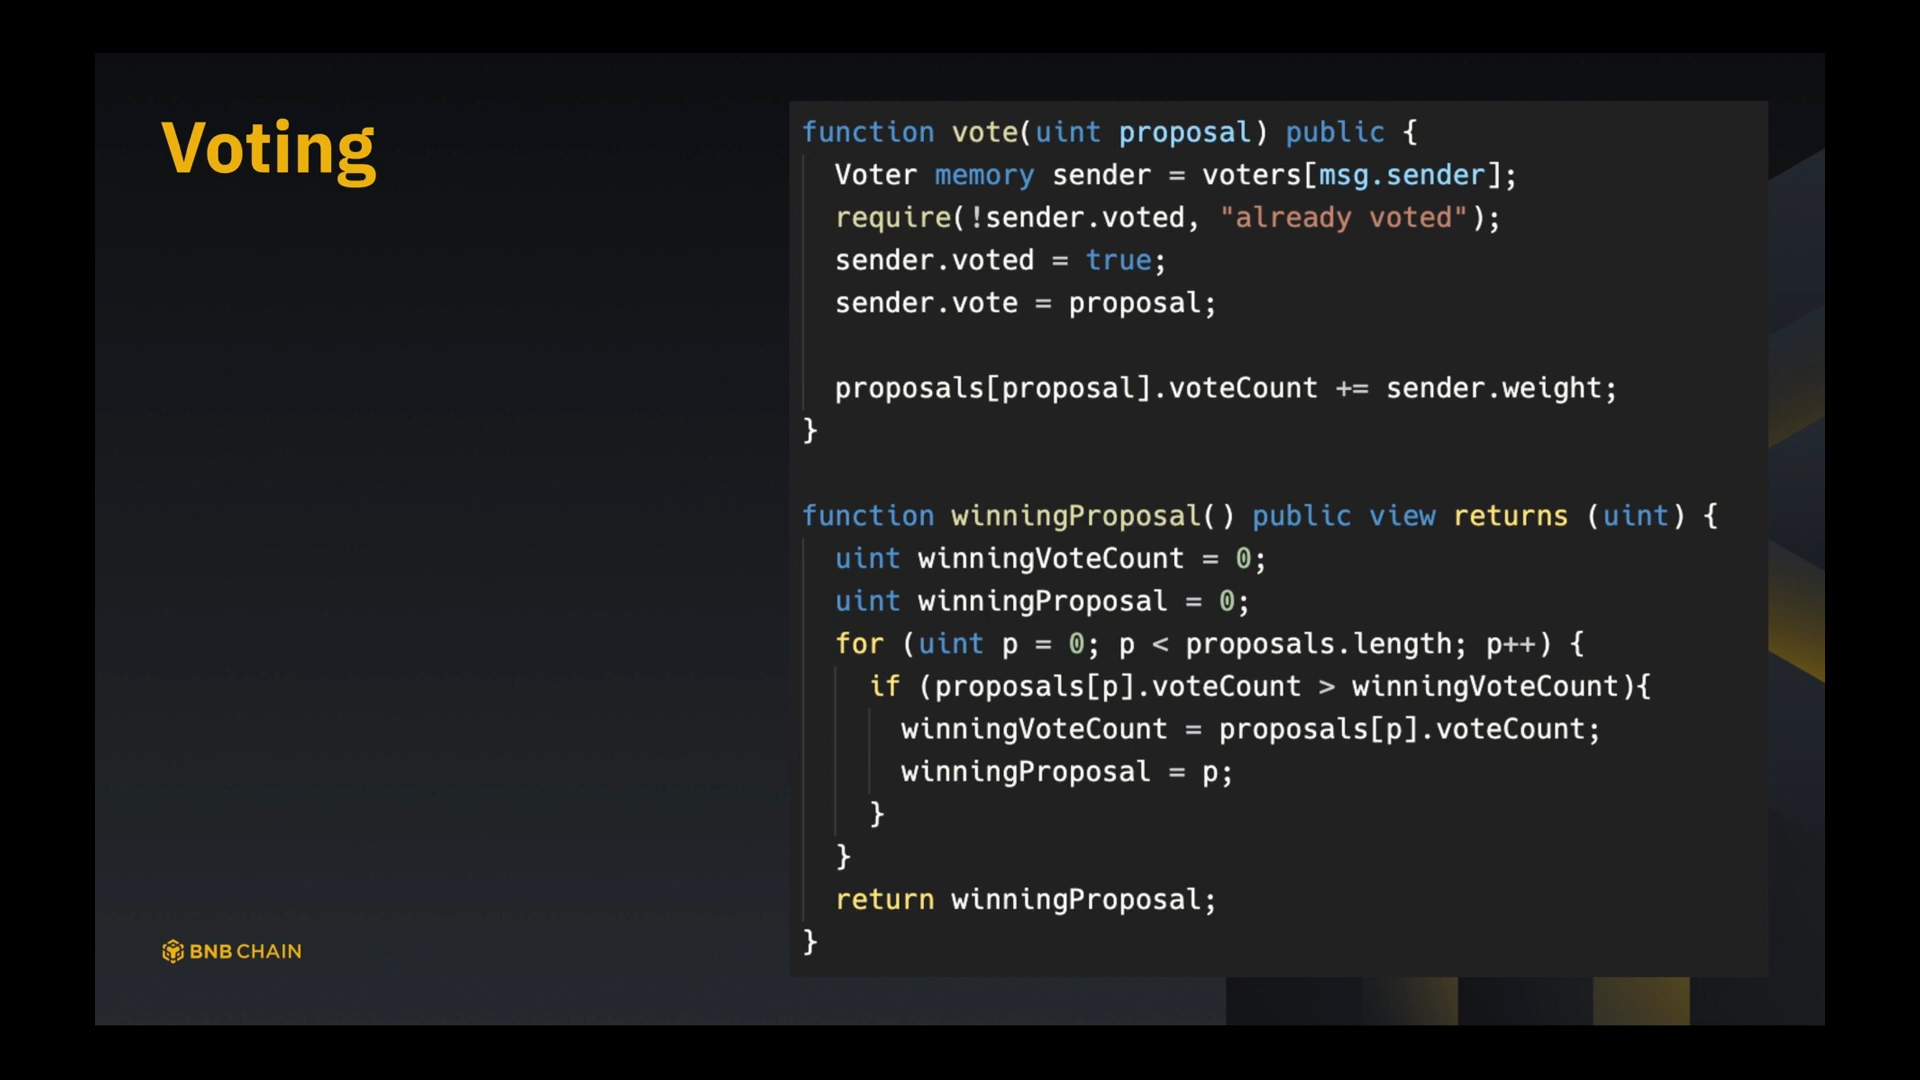 Voting
function vote(uint proposal) public {
Voter memory sender = voters[msg.sender];
require(!sender.voted, "already voted");
sender.voted = true;
sender.vote = proposal;
proposals[proposal].voteCount += sender.weight;
}
function winningProposal() public view returns (uint) {
uint winningVoteCount = 0;
uint winningProposal = 0;
for (uint p = 0; p < proposals.length; p++) {
if (proposals[p].voteCount > winningVoteCount){
winningVoteCount = proposals[p].voteCount;
winningProposal = p;
}
}
return winningProposal;
}
BNB CHAIN